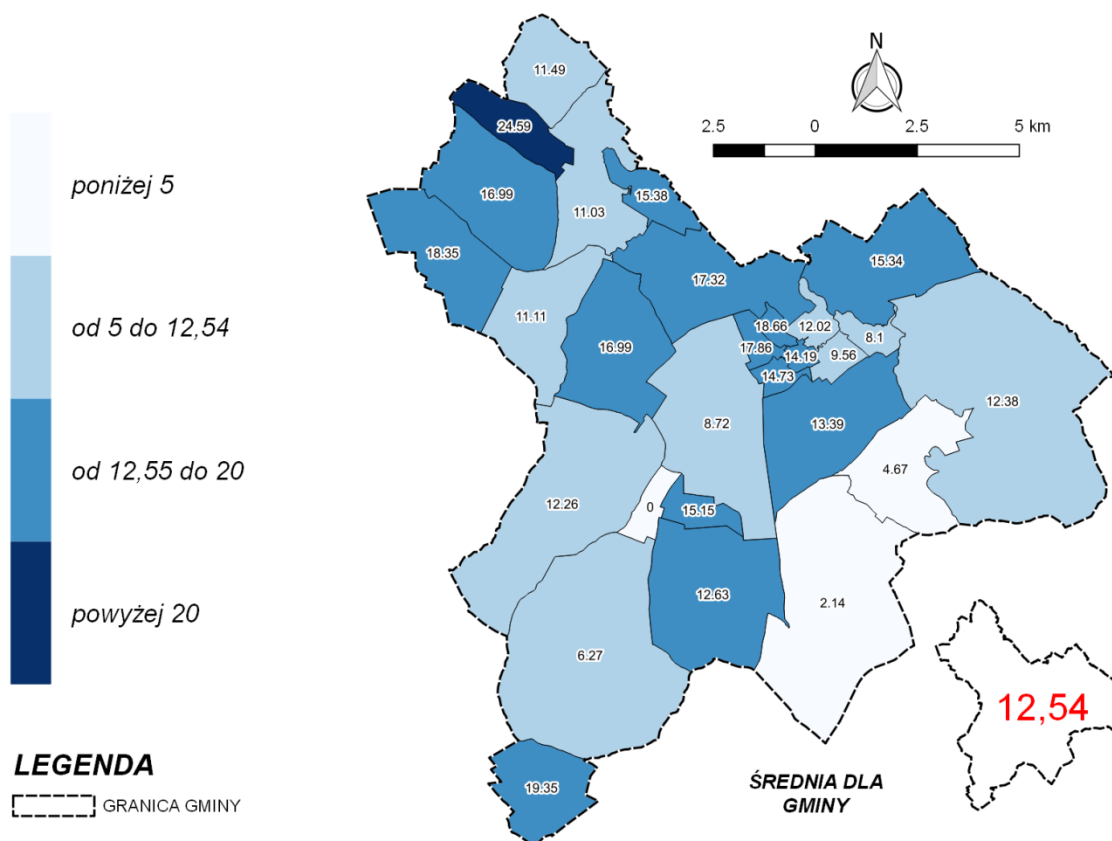 11.49
N
24.59
2.5 0 2.5 5 km
poniżej 5
16.99
15.38
11.03
18.35
15.34
17.32
od 5 do 12,54
11.11
18.66
12.02
8.1
16.99
17.86
14.19
9.56
14.73
12.38
8.72
13.39
od 12,55 do 20
4.67
12.26
0
15.15
12.63
2.14
powyżej 20
6.27
12,54
LEGENDA
GRANICA GMINY
19.35
ŚREDNIA DLA
GMINY